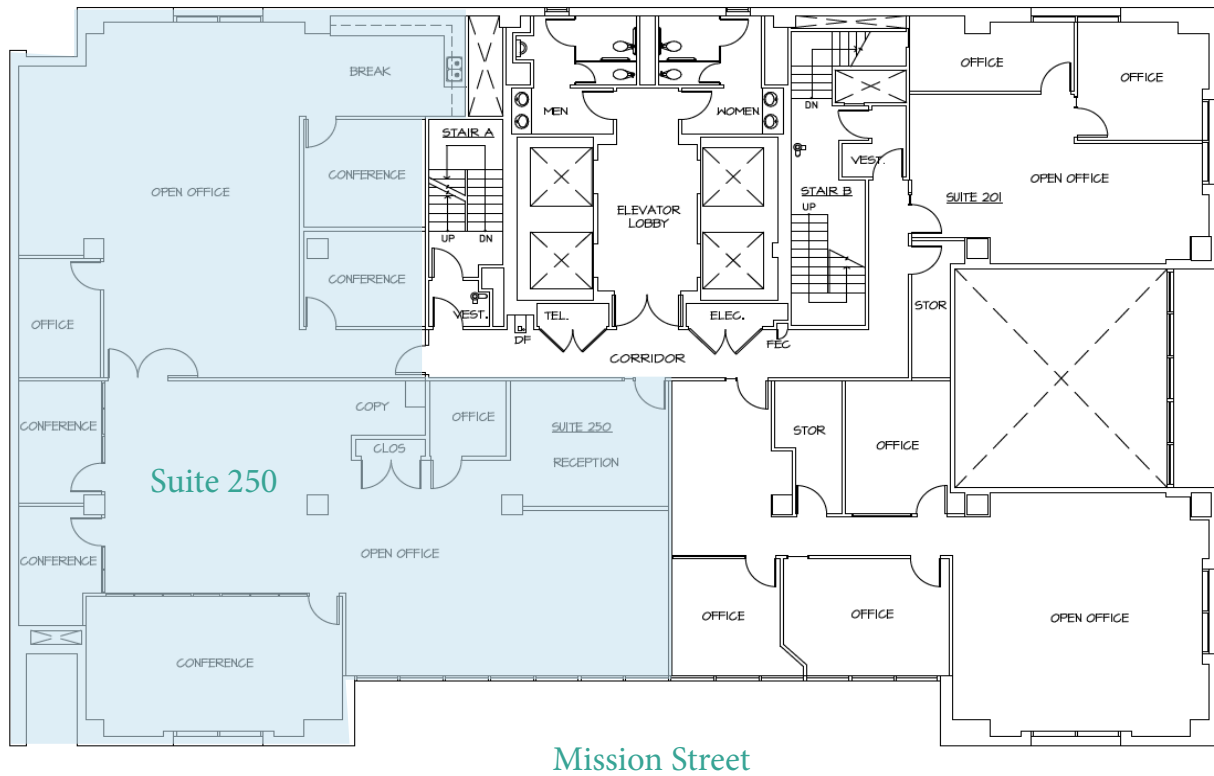 BREAK
OFFICE
OFFICE
MEN
WOMEN
DN
STAIR A
VEST.
CONFERENCE
OPEN OFFICE
STAIR B
OPEN OFFICE
SUITE 201
UP
ELEVATOR
LOBBY
UP
DN
CONFERENCE
STOR
VEST.
TEL.
ELEC.
OFFICE
DF
FEC
CORRIDOR
COPY
OFFICE
SUITE 250
CONFERENCE
STOR
OFFICE
CLOS
RECEPTION
Suite 250
OPEN OFFICE
CONFERENCE
OFFICE
OFFICE
OPEN OFFICE
CONFERENCE
Mission Street